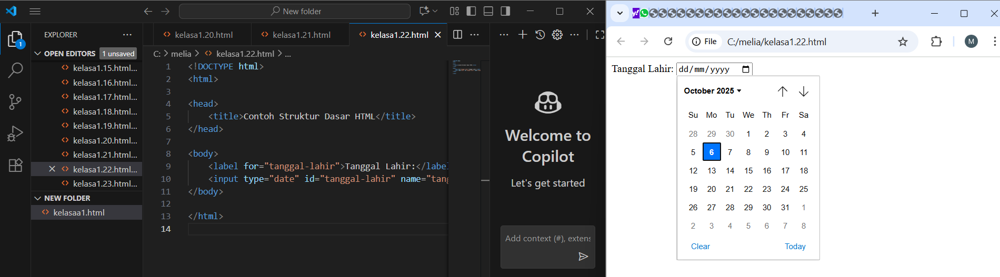 New folder
EXPLORER
OPEN EDITORS 1 unsaved
kelasa1.15.html...
kelasa1.16.html...
kelasa1.17.html...
kelasa1.18.html...
kelasa1.19.html...
kelasa1.20.html...
kelasa1.21.html...
kelasa1.22.html...
kelasa1.23.html...
NEW FOLDER
kelasaa1.html
1
kelasa1.20.html kelasa1.21.html kelasa1.22.html
C: > melia > kelasa1.22.html > ...
1 <!DOCTYPE html>
2 <html>
3
4 <head>
5 <title>Contoh Struktur Dasar HTML</title>
6 </head>
7
8 <body>
9 <label for="tanggal-lahir">Tanggal Lahir:</label
10 <input type="date" id="tanggal-lahir" name="tang
11 </body>
12
13 </html>
14
Welcome to
Copilot
Let's get started
Add context (#), extens
y!
File C:/melia/kelasa1.22.html M
Tanggal Lahir: dd/mm/yyyy
October 2025
Su Mo Tu We Th Fr Sa
28 29 30 1 2 3 4
5 6 7 8 9 10 11
12 13 14 15 16 17 18
19 20 21 22 23 24 25
26 27 28 29 30 31 1
2 3 4 5 6 7 8
Clear Today